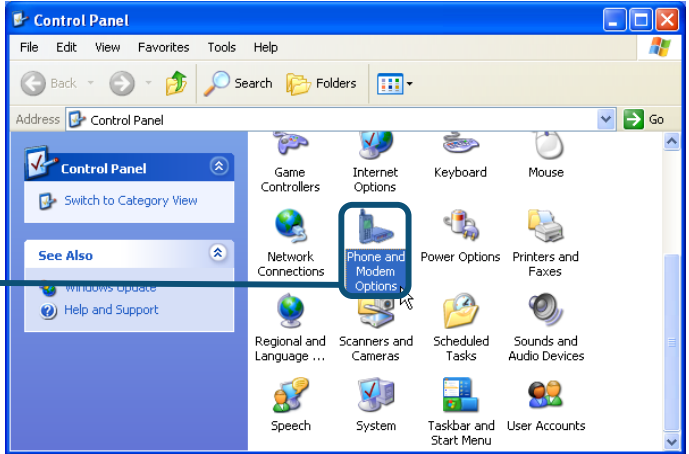 Control Panel
File Edit View Favorites Tools Help
Back Search Folders
Address Control Panel Go
Control Panel
Switch to Category View
See Also
Windows Update
Help and Support
Game Controllers
Internet Options
Keyboard
Mouse
Network Connections
Phone and Modem Options
Power Options
Printers and Faxes
Regional and Language ...
Scanners and Cameras
Scheduled Tasks
Sounds and Audio Devices
Speech
System
Taskbar and Start Menu
User Accounts